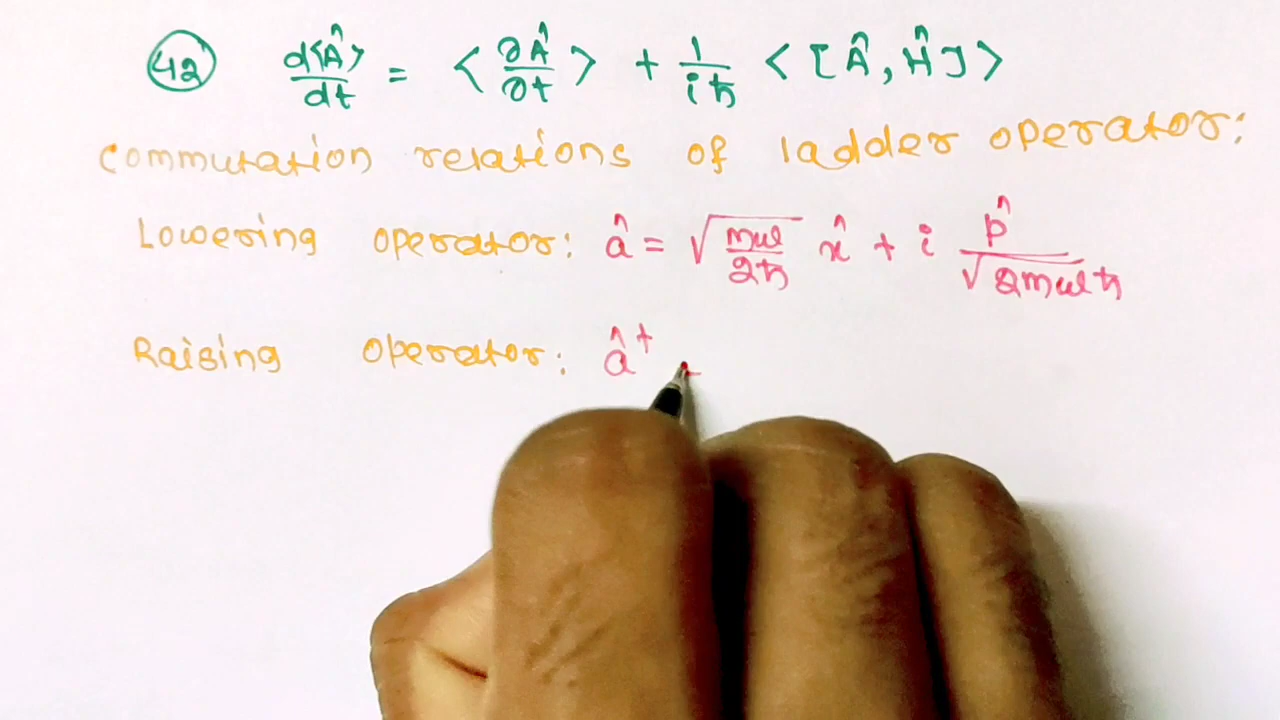 42 d⟨Â⟩/dt = ⟨∂Â/∂t⟩ + 1/iħ ⟨[Â, Ĥ]⟩
Commutation relations of ladder operator:
Lowering operator: â = √(mω/2ħ) x̂ + i p̂/√(2mωħ)
Raising operator: â† =